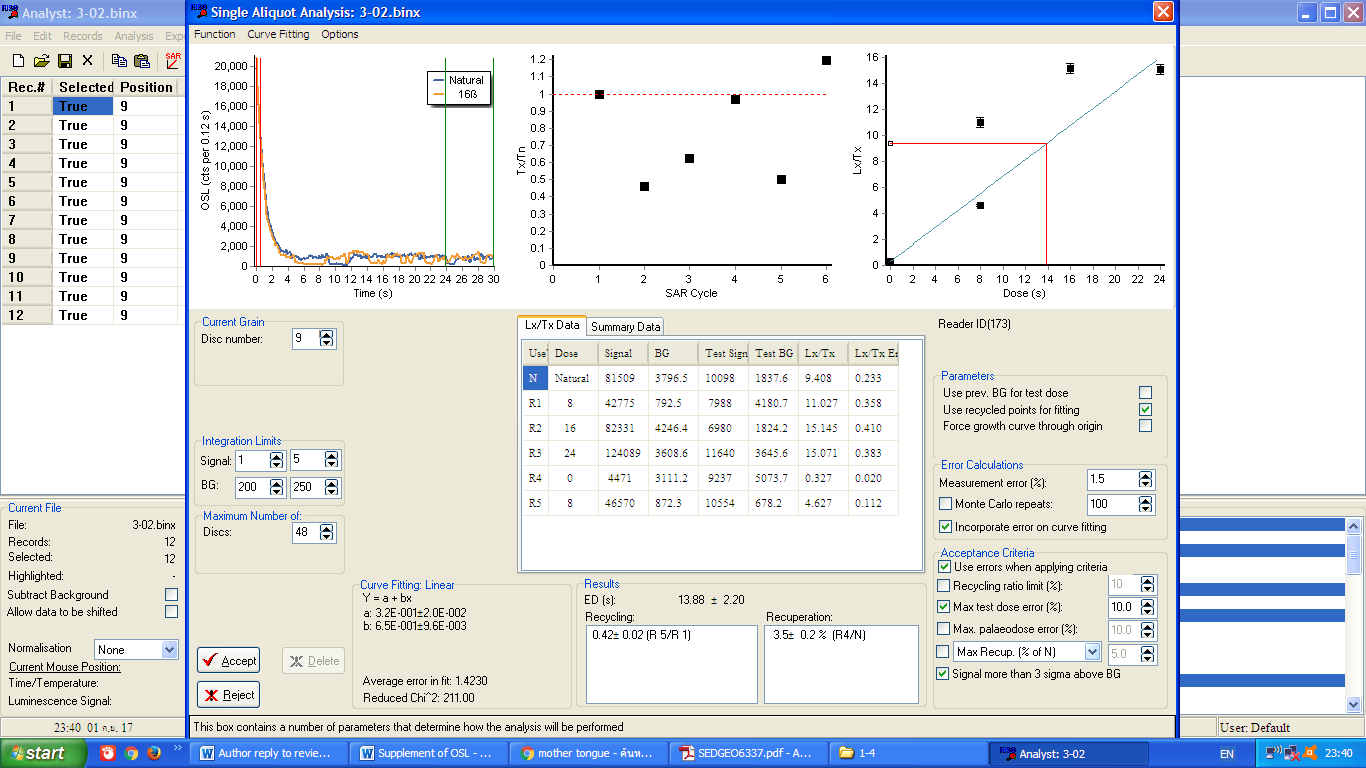 Analyst: 3-02.binx
Single Aliquot Analysis: 3-02.binx
File Edit Records Analysis
Function Curve Fitting Options
SAR
Rec.# Selected Position
1 True 9
2 True 9
3 True 9
4 True 9
5 True 9
6 True 9
7 True 9
8 True 9
9 True 9
10 True 9
11 True 9
12 True 9
OSL (cts per 0.12 s)
20,000
18,000
16,000
14,000
12,000
10,000
8,000
6,000
4,000
2,000
0
Natural
16ß
0 2 4 6 8 10 12 14 16 18 20 22 24 26 28 30
Time (s)
Tx/Tn
1.2
1.1
1
0.9
0.8
0.7
0.6
0.5
0.4
0.3
0.2
0.1
0
0 1 2 3 4 5 6
SAR Cycle
Lx/Tx
16
14
12
10
8
6
4
2
0
0 2 4 6 8 10 12 14 16 18 20 22 24
Dose (s)
Current Grain
Disc number: 9
Integration Limits
Signal: 1 5
BG: 200 250
Maximum Number of:
Discs: 48
Lx/Tx Data Summary Data
Use Dose Signal BG Test Sign Test BG Lx/Tx Lx/Tx Er
N Natural 81509 3796.5 10098 1837.6 9.408 0.233
R1 8 42775 792.5 7988 4180.7 11.027 0.358
R2 16 82331 4246.4 6980 1824.2 15.145 0.410
R3 24 124089 3608.6 11640 3645.6 15.071 0.383
R4 0 4471 3111.2 9237 5073.7 0.327 0.020
R5 8 46570 872.3 10554 678.2 4.627 0.112
Reader ID(173)
Parameters
Use prev. BG for test dose
Use recycled points for fitting
Force growth curve through origin
Error Calculations
Measurement error (%): 1.5
Monte Carlo repeats: 100
Incorporate error on curve fitting
Acceptance Criteria
Use errors when applying criteria
Recycling ratio limit (%): 10
Max test dose error (%): 10.0
Max. palaeodose error (%): 10.0
Max Recup. (% of N) 5.0
Signal more than 3 sigma above BG
Current File
File: 3-02.binx
Records: 12
Selected: 12
Highlighted: -
Subtract Background
Allow data to be shifted
Normalisation None
Current Mouse Position:
Time/Temperature:
Luminescence Signal:
Accept Delete
Reject
Curve Fitting: Linear
Y = a + bx
a: 3.2E-001±2.0E-002
b: 6.5E-001±9.6E-003
Average error in fit: 1.4230
Reduced Chi^2: 211.00
Results
ED (s): 13.88 ± 2.20
Recycling: Recuperation:
0.42± 0.02 (R 5/R 1) 3.5± 0.2 % (R4/N)
23:40 01 ก.ย. 17
This box contains a number of parameters that determine how the analysis will be performed
User: Default
start
Author reply to revie...
Supplement of OSL - ...
mother tongue - ค้นห...
SEDGEO6337.pdf - A...
1-4
Analyst: 3-02
EN
23:40